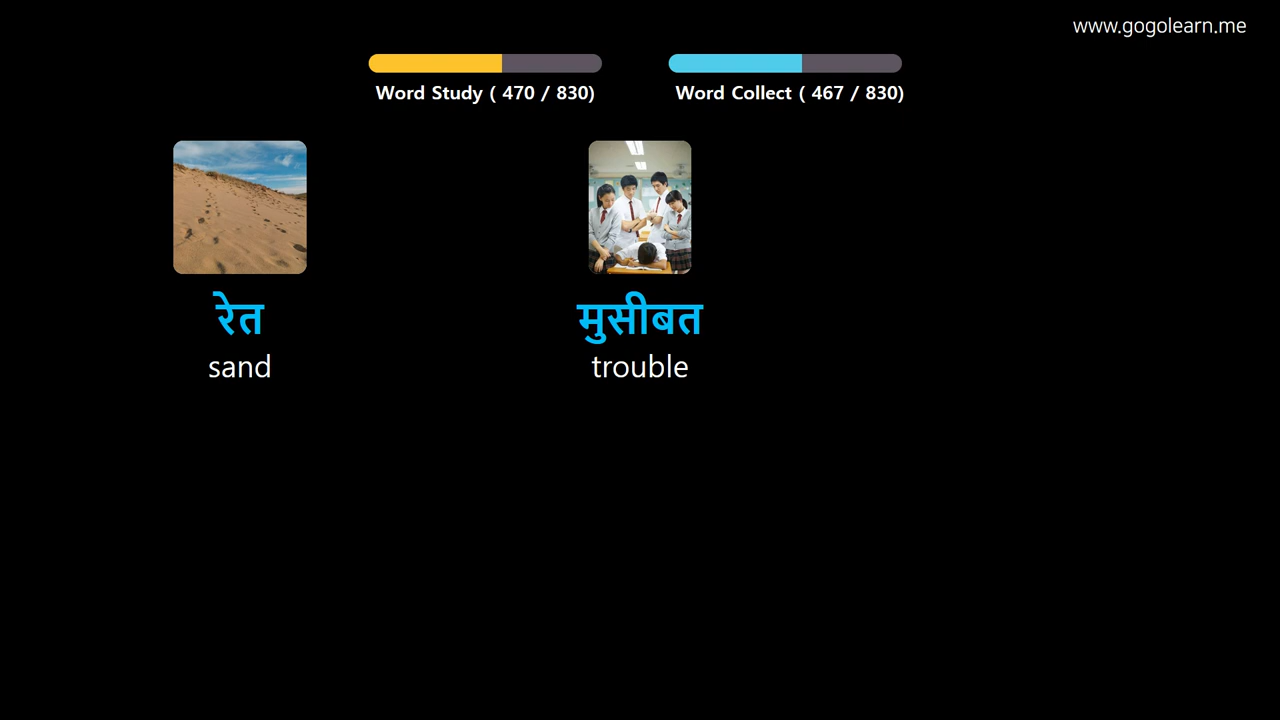 www.gogolearn.me
Word Study ( 470 / 830)
Word Collect ( 467 / 830)
रेत
sand
मुसीबत
trouble